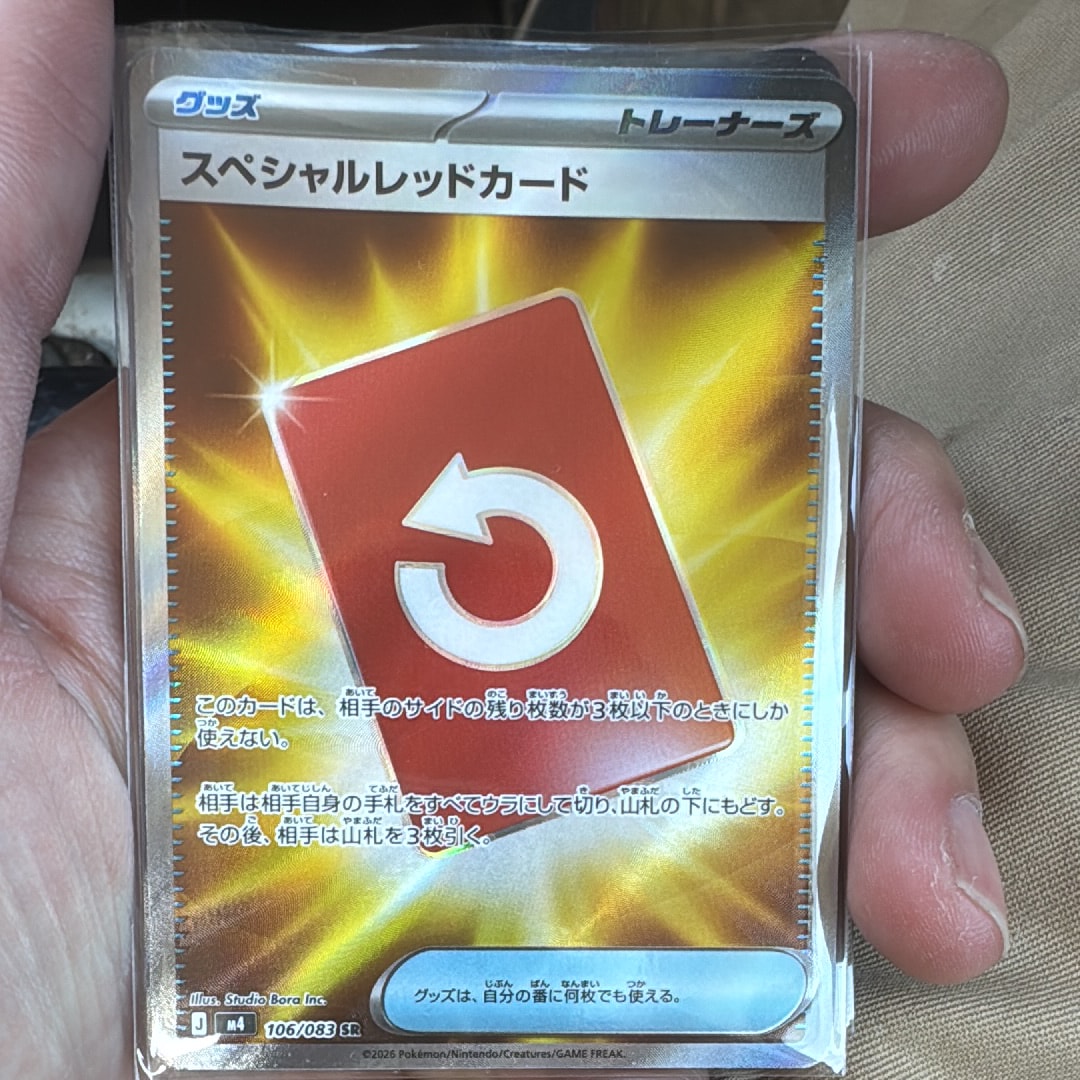 グッズ
トレーナーズ
スペシャルレッドカード
このカードは、相手のサイドの残り枚数が3枚以下のときにしか
使えない。
相手は相手自身の手札をすべてウラにして切り、山札の下にもどす。
その後、相手は山札を3枚引く。
グッズは、自分の番に何枚でも使える。
Illus. Studio Bora Inc.
J M4 106/083 SR
©2026 Pokémon/Nintendo/Creatures/GAME FREAK.